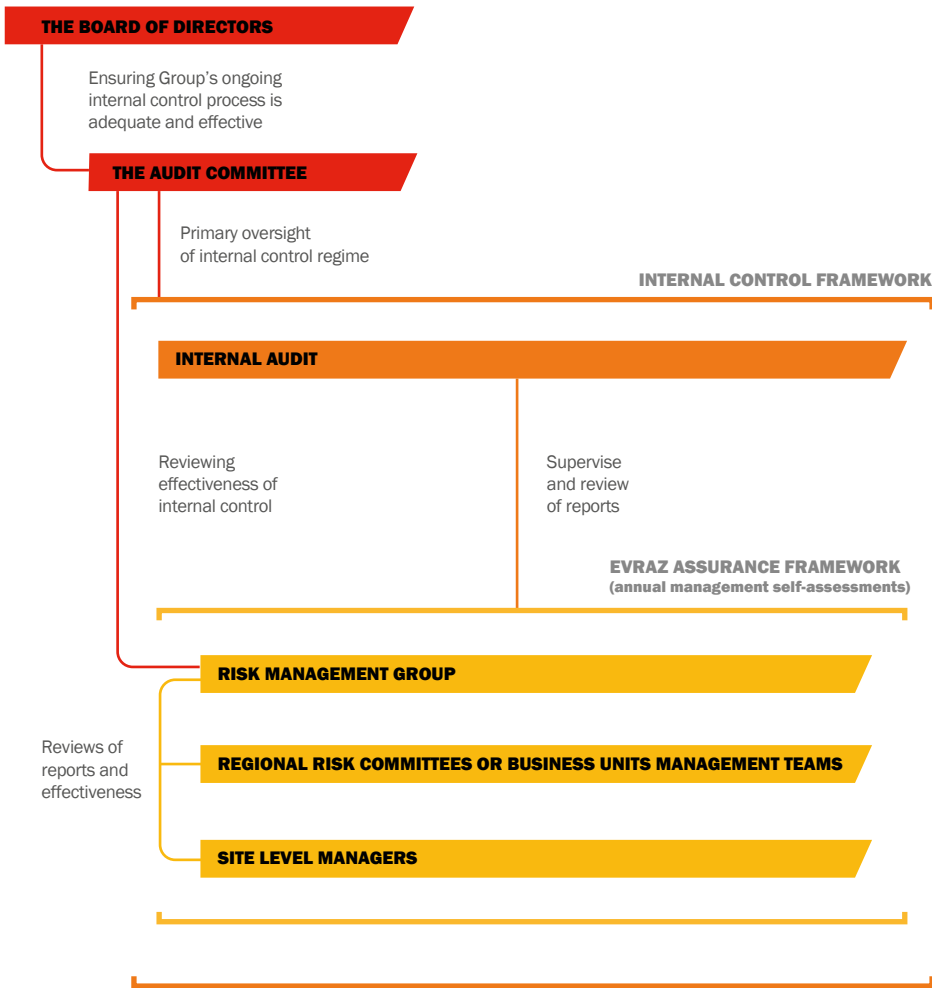 THE BOARD OF DIRECTORS
Ensuring Group's ongoing
internal control process is
adequate and effective
THE AUDIT COMMITTEE
Primary oversight
of internal control regime
INTERNAL CONTROL FRAMEWORK
INTERNAL AUDIT
Reviewing
effectiveness of
internal control
Supervise
and review
of reports
EVRAZ ASSURANCE FRAMEWORK
(annual management self-assessments)
RISK MANAGEMENT GROUP
Reviews of
reports and
effectiveness
REGIONAL RISK COMMITTEES OR BUSINESS UNITS MANAGEMENT TEAMS
SITE LEVEL MANAGERS